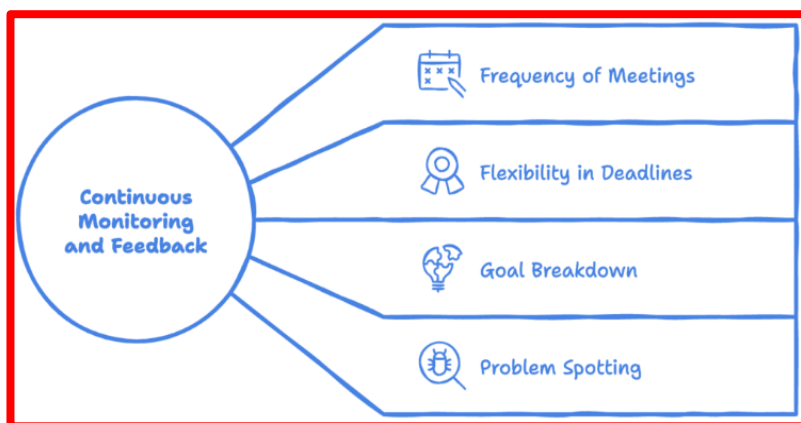 Continuous
Monitoring
and Feedback
Frequency of Meetings
Flexibility in Deadlines
Goal Breakdown
Problem Spotting